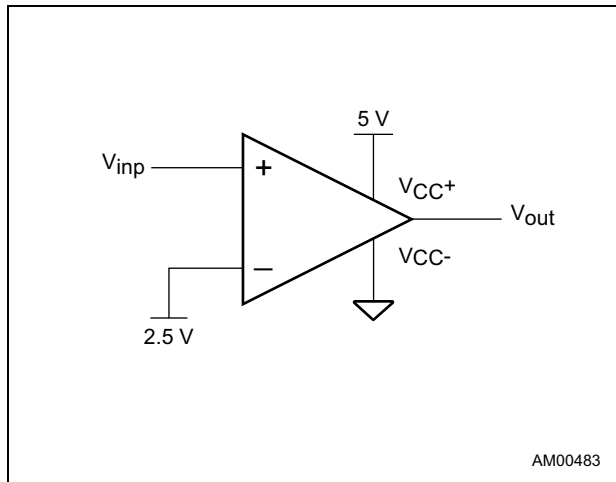 5 V
Vinp
+
VCC+
Vout
VCC-
−
2.5 V
AM00483